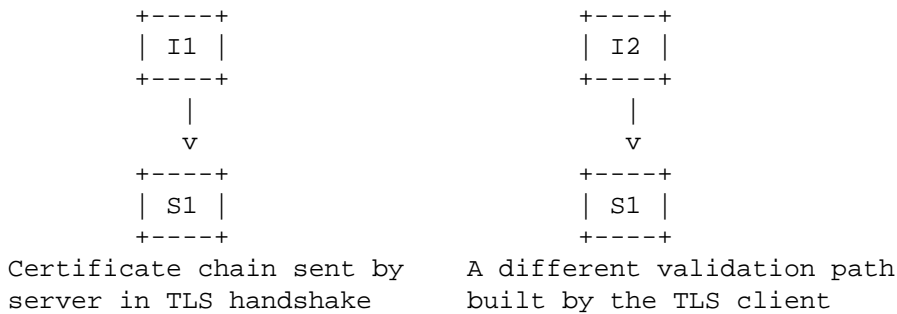 +----+ +----+
| I1 | | I2 |
+----+ +----+
| |
v v
+----+ +----+
| S1 | | S1 |
+----+ +----+
Certificate chain sent by A different validation path
server in TLS handshake built by the TLS client